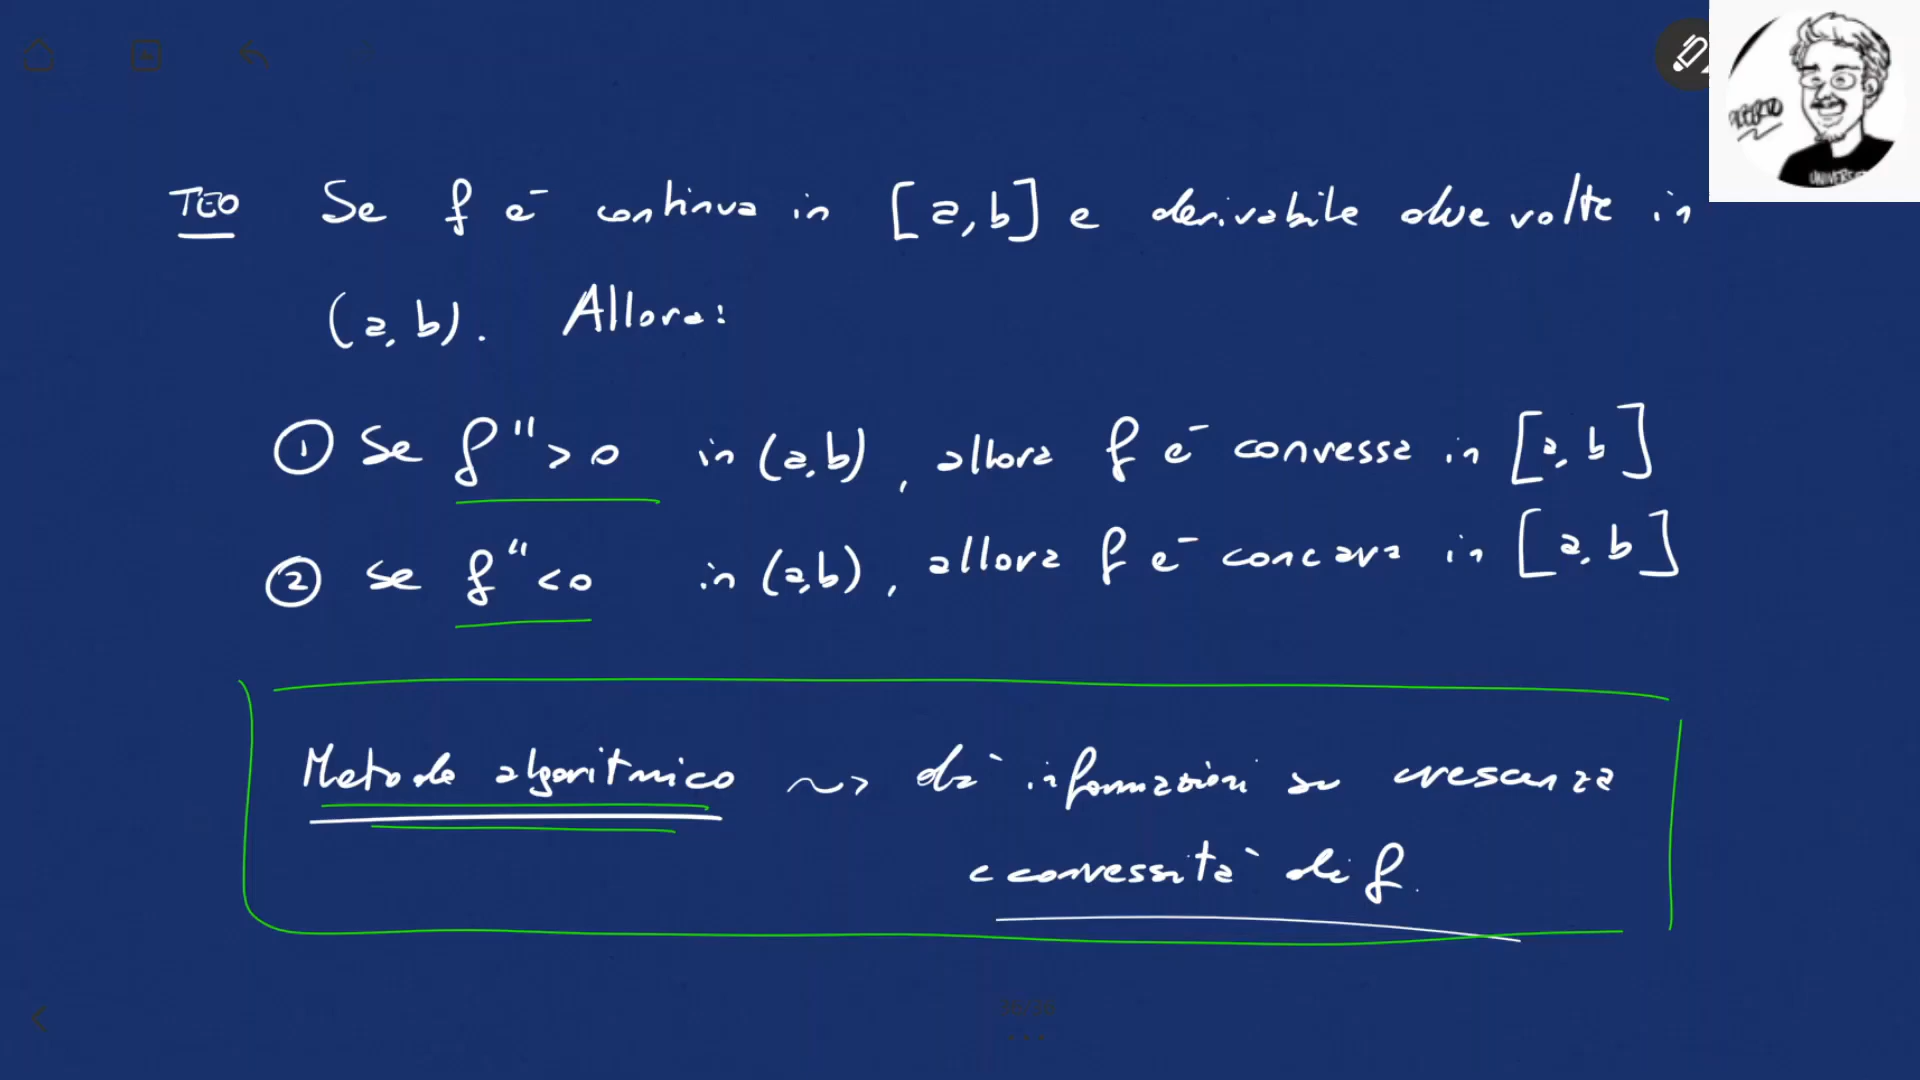 TEO Se f è continua in [a,b] e derivabile due volte in
(a,b). Allora:
① Se f''>0 in (a,b), allora f è convessa in [a,b]
② se f''<0 in (a,b), allora f è concava in [a,b]
Metodo algoritmico ⇝ dà informazioni su crescenza
e convessità di f.